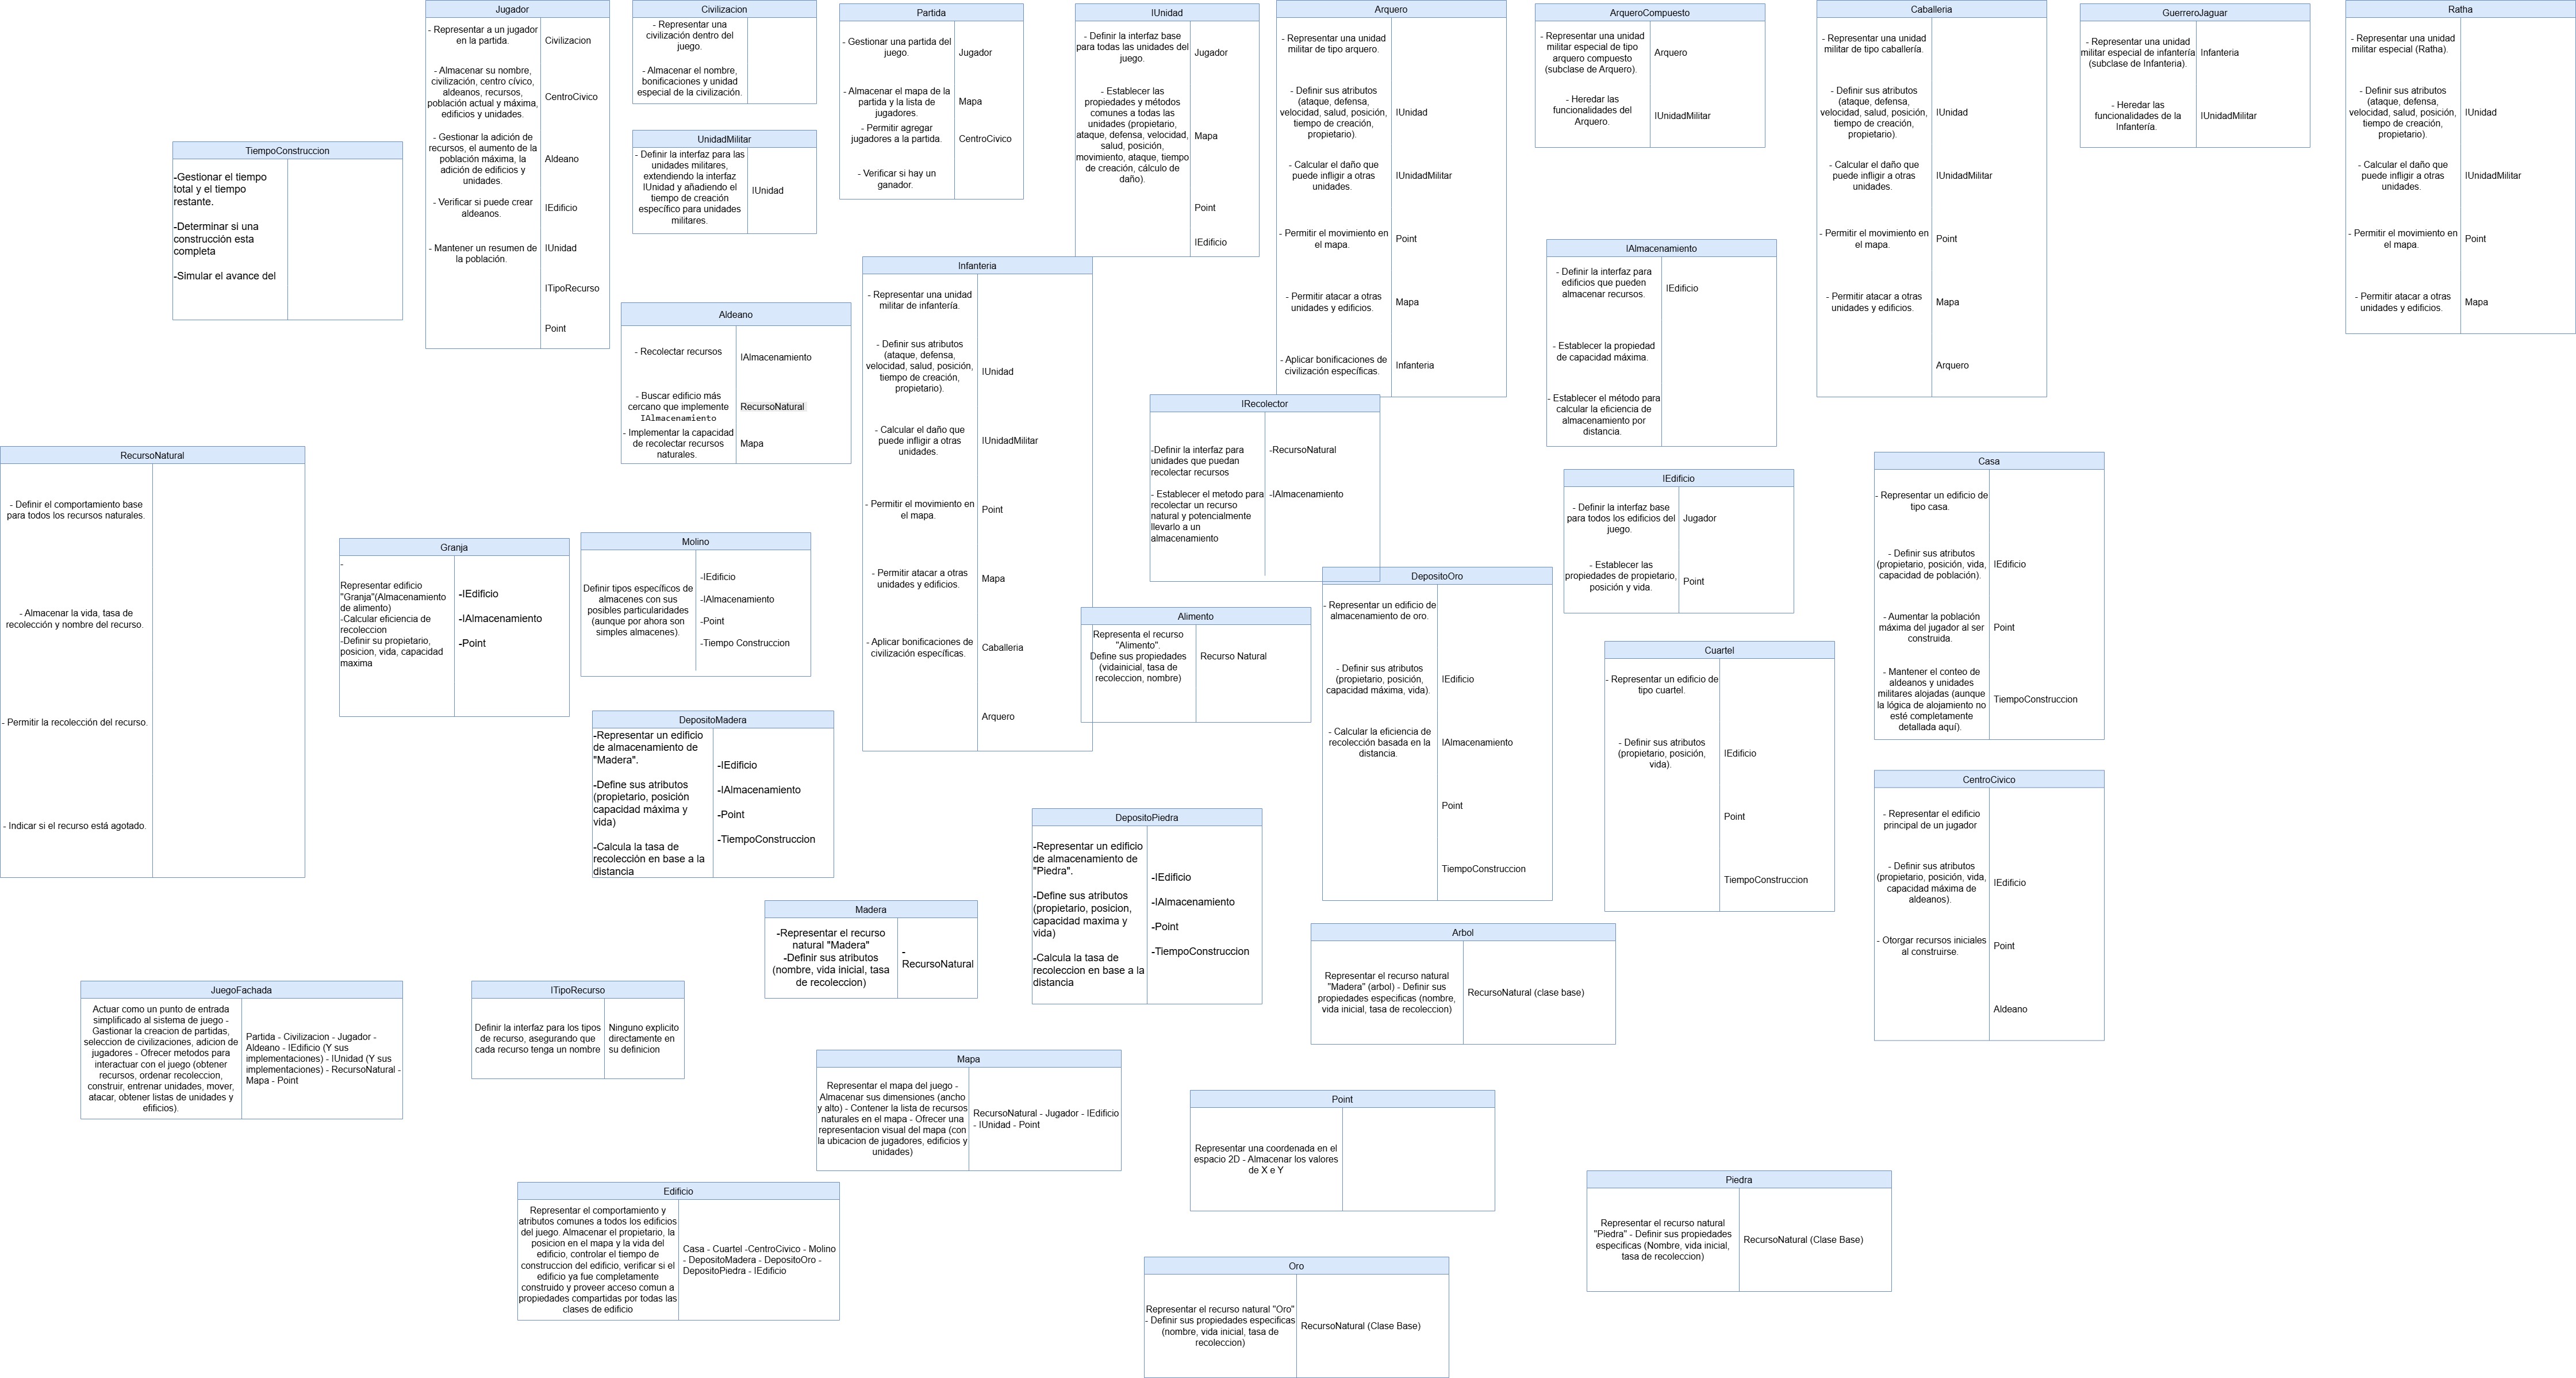 Jugador
- Representar a un jugador
en la partida.
- Almacenar su nombre,
civilización, centro cívico,
aldeanos, recursos,
población actual y máxima,
edificios y unidades.
- Gestionar la adición de
recursos, el aumento de la
población máxima, la
adición de edificios y
unidades.
- Verificar si puede crear
aldeanos.
- Mantener un resumen de
la población.
Civilizacion
CentroCivico
Aldeano
IEdificio
IUnidad
ITipoRecurso
Point
Civilizacion
- Representar una
civilización dentro del
juego.
- Almacenar el nombre,
bonificaciones y unidad
especial de la civilización.
Partida
- Gestionar una partida del
juego.
- Almacenar el mapa de la
partida y la lista de
jugadores.
- Permitir agregar
jugadores a la partida.
- Verificar si hay un
ganador.
Jugador
Mapa
CentroCivico
IUnidad
- Definir la interfaz base
para todas las unidades del
juego.
- Establecer las
propiedades y métodos
comunes a todas las
unidades (propietario,
ataque, defensa, velocidad,
salud, posición,
movimiento, ataque, tiempo
de creación, cálculo de
daño).
Jugador
Mapa
Point
IEdificio
Arquero
- Representar una unidad
militar de tipo arquero.
- Definir sus atributos
(ataque, defensa,
velocidad, salud, posición,
tiempo de creación,
propietario).
- Calcular el daño que
puede infligir a otras
unidades.
- Permitir el movimiento en
el mapa.
- Permitir atacar a otras
unidades y edificios.
- Aplicar bonificaciones de
civilización específicas.
IUnidad
IUnidadMilitar
Point
Mapa
Infanteria
ArqueroCompuesto
- Representar una unidad
militar especial de tipo
arquero compuesto
(subclase de Arquero).
- Heredar las
funcionalidades del
Arquero.
Arquero
IUnidadMilitar
Caballeria
- Representar una unidad
militar de tipo caballería.
- Definir sus atributos
(ataque, defensa,
velocidad, salud, posición,
tiempo de creación,
propietario).
- Calcular el daño que
puede infligir a otras
unidades.
- Permitir el movimiento en
el mapa.
- Permitir atacar a otras
unidades y edificios.
IUnidad
IUnidadMilitar
Point
Mapa
Arquero
GuerreroJaguar
- Representar una unidad
militar especial de infantería
(subclase de Infanteria).
- Heredar las
funcionalidades de la
Infantería.
Infanteria
IUnidadMilitar
Ratha
- Representar una unidad
militar especial (Ratha).
- Definir sus atributos
(ataque, defensa,
velocidad, salud, posición,
tiempo de creación,
propietario).
- Calcular el daño que
puede infligir a otras
unidades.
- Permitir el movimiento en
el mapa.
- Permitir atacar a otras
unidades y edificios.
IUnidad
IUnidadMilitar
Point
Mapa
TiempoConstruccion
-Gestionar el tiempo
total y el tiempo
restante.
-Determinar si una
construcción esta
completa
-Simular el avance del
UnidadMilitar
- Definir la interfaz para las
unidades militares,
extendiendo la interfaz
IUnidad y añadiendo el
tiempo de creación
específico para unidades
militares.
IUnidad
Infanteria
- Representar una unidad
militar de infantería.
- Definir sus atributos
(ataque, defensa,
velocidad, salud, posición,
tiempo de creación,
propietario).
- Calcular el daño que
puede infligir a otras
unidades.
- Permitir el movimiento en
el mapa.
- Permitir atacar a otras
unidades y edificios.
- Aplicar bonificaciones de
civilización específicas.
IUnidad
IUnidadMilitar
Point
Mapa
Caballeria
Arquero
IAlmacenamiento
- Definir la interfaz para
edificios que pueden
almacenar recursos.
- Establecer la propiedad
de capacidad máxima.
- Establecer el método para
calcular la eficiencia de
almacenamiento por
distancia.
IEdificio
Aldeano
- Recolectar recursos
- Buscar edificio más
cercano que implemente
IAlmacenamiento
- Implementar la capacidad
de recolectar recursos
naturales.
IAlmacenamiento
RecursoNatural
Mapa
IRecolector
-Definir la interfaz para
unidades que puedan
recolectar recursos
- Establecer el metodo para
recolectar un recurso
natural y potencialmente
llevarlo a un
almacenamiento
-RecursoNatural
-IAlmacenamiento
RecursoNatural
- Definir el comportamiento base
para todos los recursos naturales.
- Almacenar la vida, tasa de
recolección y nombre del recurso.
- Permitir la recolección del recurso.
- Indicar si el recurso está agotado.
Casa
- Representar un edificio de
tipo casa.
- Definir sus atributos
(propietario, posición, vida,
capacidad de población).
- Aumentar la población
máxima del jugador al ser
construida.
- Mantener el conteo de
aldeanos y unidades
militares alojadas (aunque
la lógica de alojamiento no
esté completamente
detallada aquí).
IEdificio
Point
TiempoConstruccion
IEdificio
- Definir la interfaz base
para todos los edificios del
juego.
- Establecer las
propiedades de propietario,
posición y vida.
Jugador
Point
Granja
-
Representar edificio
"Granja"(Almacenamiento
de alimento)
-Calcular eficiencia de
recoleccion
-Definir su propietario,
posicion, vida, capacidad
maxima
-IEdificio
-IAlmacenamiento
-Point
Molino
Definir tipos específicos de
almacenes con sus
posibles particularidades
(aunque por ahora son
simples almacenes).
-IEdificio
-IAlmacenamiento
-Point
-Tiempo Construccion
DepositoOro
- Representar un edificio de
almacenamiento de oro.
- Definir sus atributos
(propietario, posición,
capacidad máxima, vida).
- Calcular la eficiencia de
recolección basada en la
distancia.
IEdificio
IAlmacenamiento
Point
TiempoConstruccion
Alimento
Representa el recurso
"Alimento".
Define sus propiedades
(vidainicial, tasa de
recoleccion, nombre)
Recurso Natural
Cuartel
- Representar un edificio de
tipo cuartel.
- Definir sus atributos
(propietario, posición,
vida).
IEdificio
Point
TiempoConstruccion
DepositoMadera
-Representar un edificio
de almacenamiento de
"Madera".
-Define sus atributos
(propietario, posición
capacidad máxima y
vida)
-Calcula la tasa de
recolección en base a la
distancia
-IEdificio
-IAlmacenamiento
-Point
-TiempoConstruccion
CentroCivico
- Representar el edificio
principal de un jugador
- Definir sus atributos
(propietario, posición, vida,
capacidad máxima de
aldeanos).
- Otorgar recursos iniciales
al construirse.
IEdificio
Point
Aldeano
DepositoPiedra
-Representar un edificio
de almacenamiento de
"Piedra".
-Define sus atributos
(propietario, posicion,
capacidad maxima y
vida)
-Calcula la tasa de
recoleccion en base a la
distancia
-IEdificio
-IAlmacenamiento
-Point
-TiempoConstruccion
Madera
-Representar el recurso
natural "Madera"
-Definir sus atributos
(nombre, vida inicial, tasa
de recoleccion)
-
RecursoNatural
Arbol
Representar el recurso natural
"Madera" (arbol) - Definir sus
propiedades especificas (nombre,
vida inicial, tasa de recoleccion)
RecursoNatural (clase base)
JuegoFachada
Actuar como un punto de entrada
simplificado al sistema de juego -
Gastionar la creacion de partidas,
seleccion de civilizaciones, adicion de
jugadores - Ofrecer metodos para
interactuar con el juego (obtener
recursos, ordenar recoleccion,
construir, entrenar unidades, mover,
atacar, obtener listas de unidades y
efificios).
Partida - Civilizacion - Jugador -
Aldeano - IEdificio (Y sus
implementaciones) - IUnidad (Y sus
implementaciones) - RecursoNatural -
Mapa - Point
ITipoRecurso
Definir la interfaz para los tipos
de recurso, asegurando que
cada recurso tenga un nombre
Ninguno explicito
directamente en
su definicion
Mapa
Representar el mapa del juego -
Almacenar sus dimensiones (ancho
y alto) - Contener la lista de recursos
naturales en el mapa - Ofrecer una
representacion visual del mapa (con
la ubicacion de jugadores, edificios y
unidades)
RecursoNatural - Jugador - IEdificio
- IUnidad - Point
Point
Representar una coordenada en el
espacio 2D - Almacenar los valores
de X e Y
Piedra
Representar el recurso natural
"Piedra" - Definir sus propiedades
especificas (Nombre, vida inicial,
tasa de recoleccion)
RecursoNatural (Clase Base)
Edificio
Representar el comportamiento y
atributos comunes a todos los edificios
del juego. Almacenar el propietario, la
posicion en el mapa y la vida del
edificio, controlar el tiempo de
construccion del edificio, verificar si el
edificio ya fue completamente
construido y proveer acceso comun a
propiedades compartidas por todas las
clases de edificio
Casa - Cuartel -CentroCivico - Molino
- DepositoMadera - DepositoOro -
DepositoPiedra - IEdificio
Oro
Representar el recurso natural "Oro"
- Definir sus propiedades especificas
(nombre, vida inicial, tasa de
recoleccion)
RecursoNatural (Clase Base)